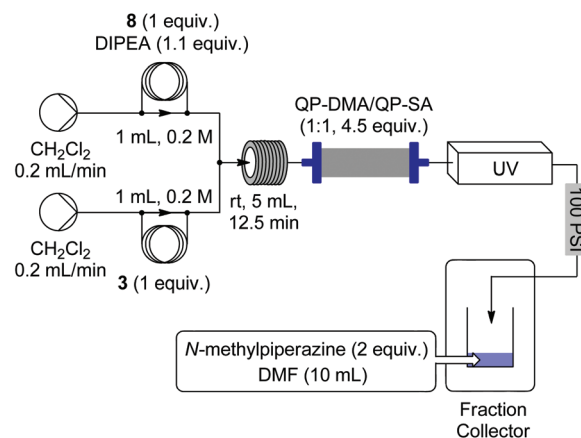 8 (1 equiv.)
DIPEA (1.1 equiv.)
1 mL, 0.2 M
CH2Cl2
0.2 mL/min
1 mL, 0.2 M
CH2Cl2
0.2 mL/min
3 (1 equiv.)
rt, 5 mL,
12.5 min
QP-DMA/QP-SA
(1:1, 4.5 equiv.)
UV
100 PSI
N-methylpiperazine (2 equiv.)
DMF (10 mL)
Fraction
Collector